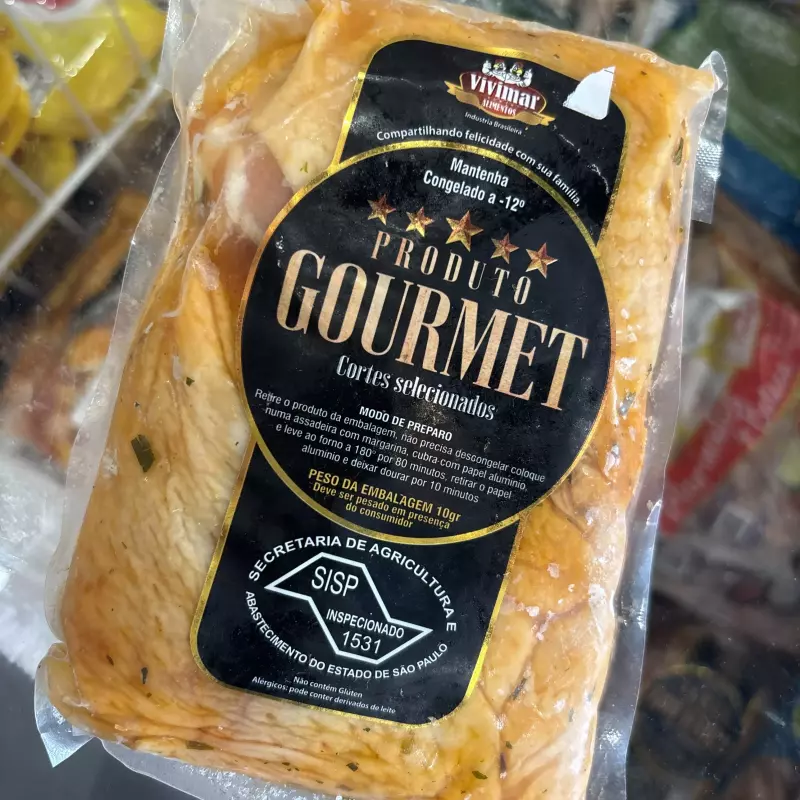 Vivimar
ALIMENTOS
Industria Brasileira
Compartilhando felicidade com sua família.
Mantenha
Congelado a -12º
PRODUTO
GOURMET
Cortes selecionados
MODO DE PREPARO
Retire o produto da embalagem, não precisa descongelar coloque
numa assadeira com margarina, cubra com papel alumínio,
e leve ao forno a 180º por 80 minutos, retirar o papel
alumínio e deixar dourar por 10 minutos
PESO DA EMBALAGEM 10gr
Deve ser pesado em presença
do consumidor
SECRETARIA DE AGRICULTURA E
SISP
INSPECIONADO
1531
ABASTECIMENTO DO ESTADO DE SÃO PAULO
Não contém Gluten
Alérgicos: pode conter derivados de leite